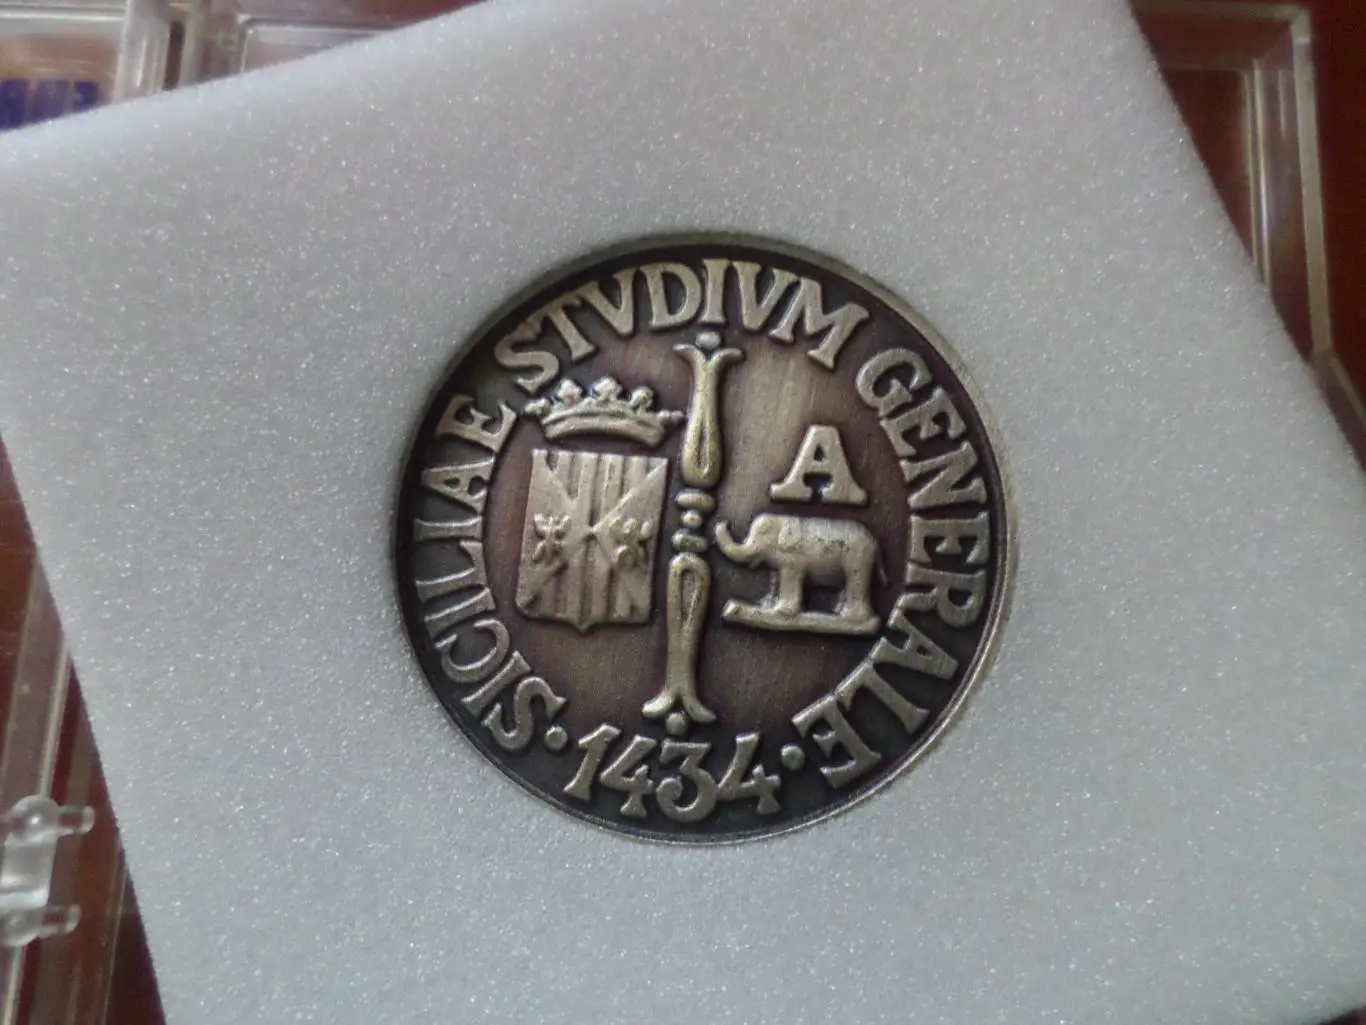 SICILIAE STVDIVM GENERALE
· 1434 ·
A